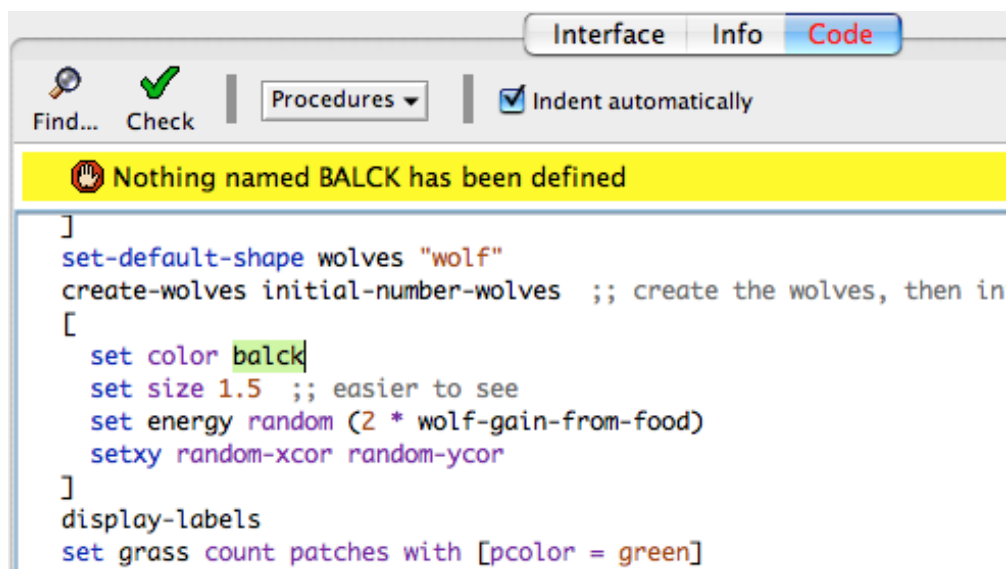 Interface Info Code
Find... Check Procedures Indent automatically
Nothing named BALCK has been defined
]
set-default-shape wolves "wolf"
create-wolves initial-number-wolves ;; create the wolves, then in
[
set color balck
set size 1.5 ;; easier to see
set energy random (2 * wolf-gain-from-food)
setxy random-xcor random-ycor
]
display-labels
set grass count patches with [pcolor = green]